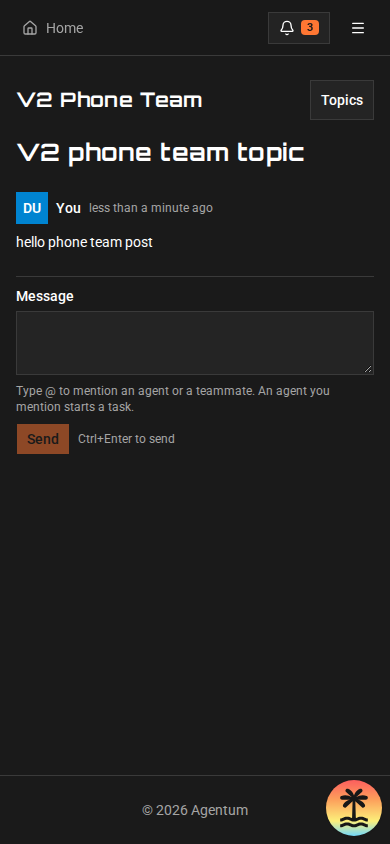 Home
3
V2 Phone Team
Topics
V2 phone team topic
DU
You less than a minute ago
hello phone team post
Message
Type @ to mention an agent or a teammate. An agent you
mention starts a task.
Send
Ctrl+Enter to send
© 2026 Agentum